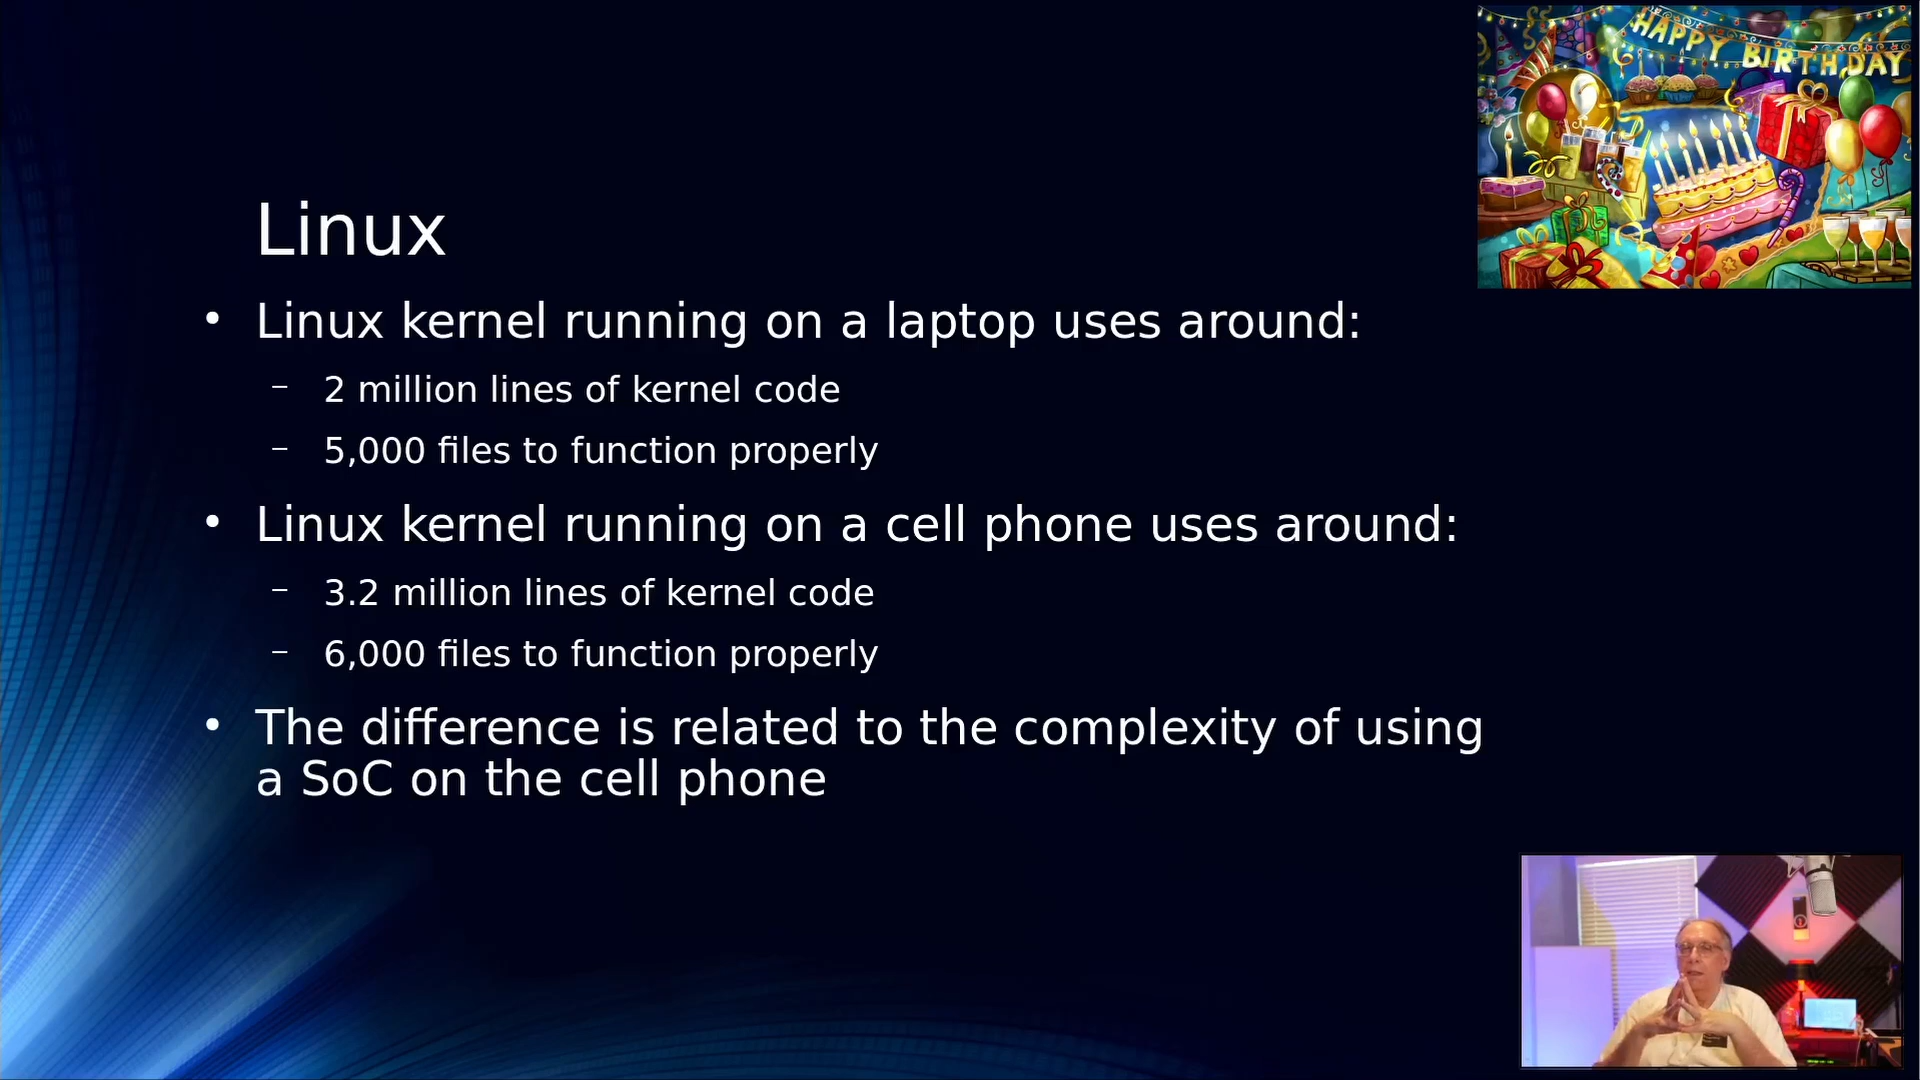 HAPPY BIRTHDAY
Linux
• Linux kernel running on a laptop uses around:
– 2 million lines of kernel code
– 5,000 files to function properly
• Linux kernel running on a cell phone uses around:
– 3.2 million lines of kernel code
– 6,000 files to function properly
• The difference is related to the complexity of using
a SoC on the cell phone